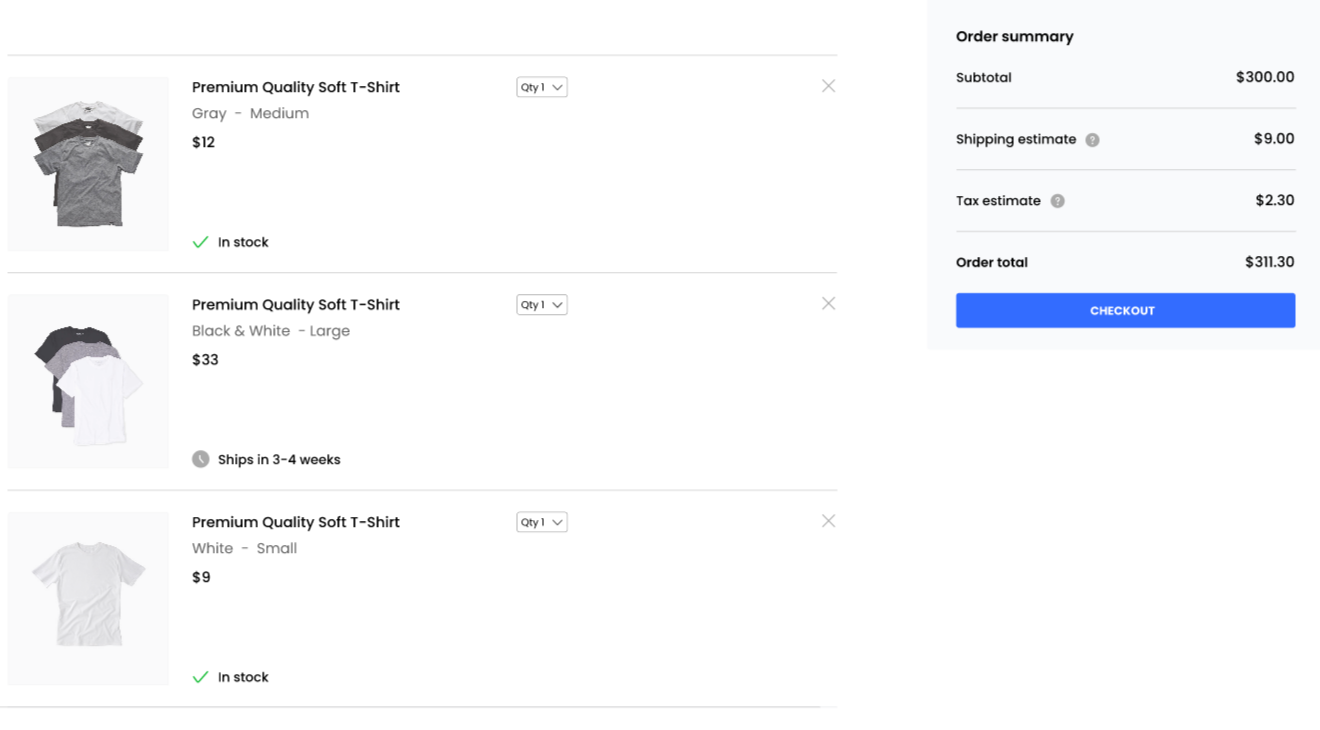 Premium Quality Soft T-Shirt
Qty 1
Gray - Medium
$12
In stock
Premium Quality Soft T-Shirt
Qty 1
Black & White - Large
$33
Ships in 3-4 weeks
Premium Quality Soft T-Shirt
Qty 1
White - Small
$9
In stock
Order summary
Subtotal $300.00
Shipping estimate ? $9.00
Tax estimate ? $2.30
Order total $311.30
CHECKOUT